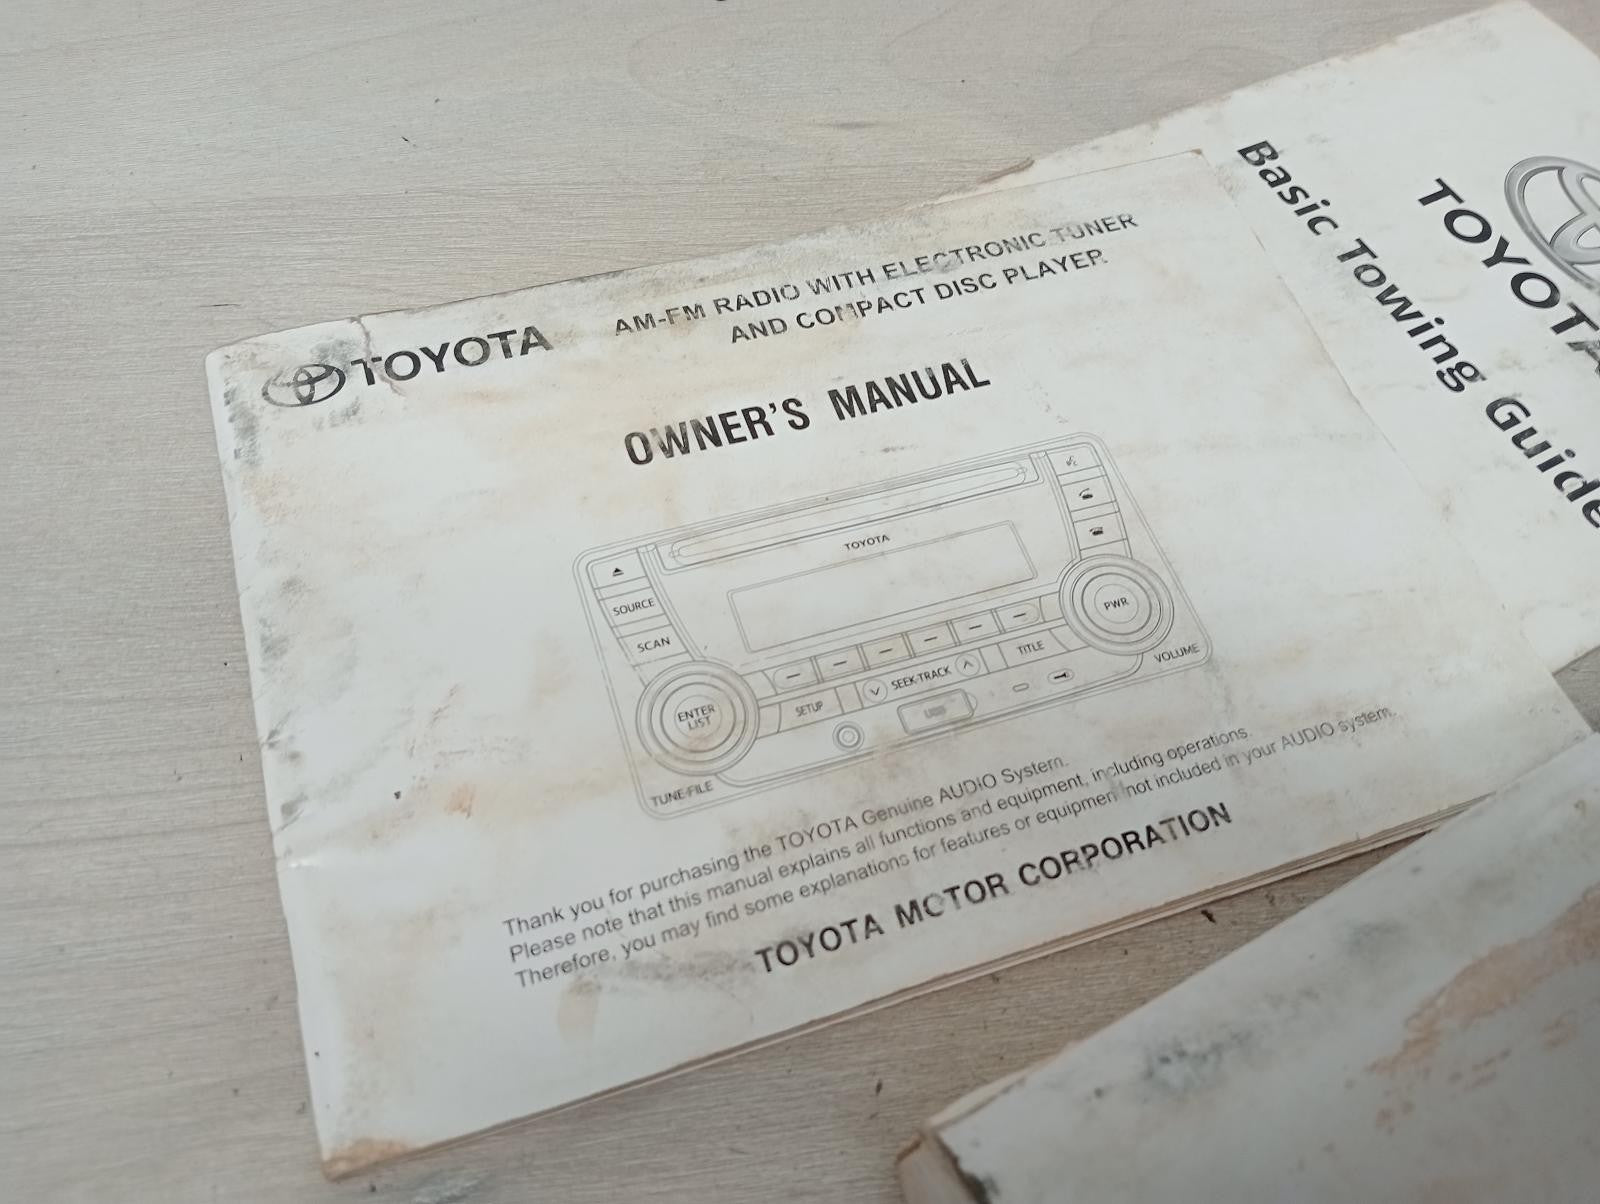 TOYOTA
AM-FM RADIO WITH ELECTRONIC TUNER
AND COMPACT DISC PLAYER
OWNER'S MANUAL
TOYOTA
SOURCE
SCAN
ENTER
LIST
TUNE·FILE
SETUP
SEEK·TRACK
TITLE
PWR
VOLUME
USB
Thank you for purchasing the TOYOTA Genuine AUDIO System.
Please note that this manual explains all functions and equipment, including operations.
Therefore, you may find some explanations for features or equipment not included in your AUDIO system.
TOYOTA MOTOR CORPORATION
TOYOTA
Basic Towing Guide